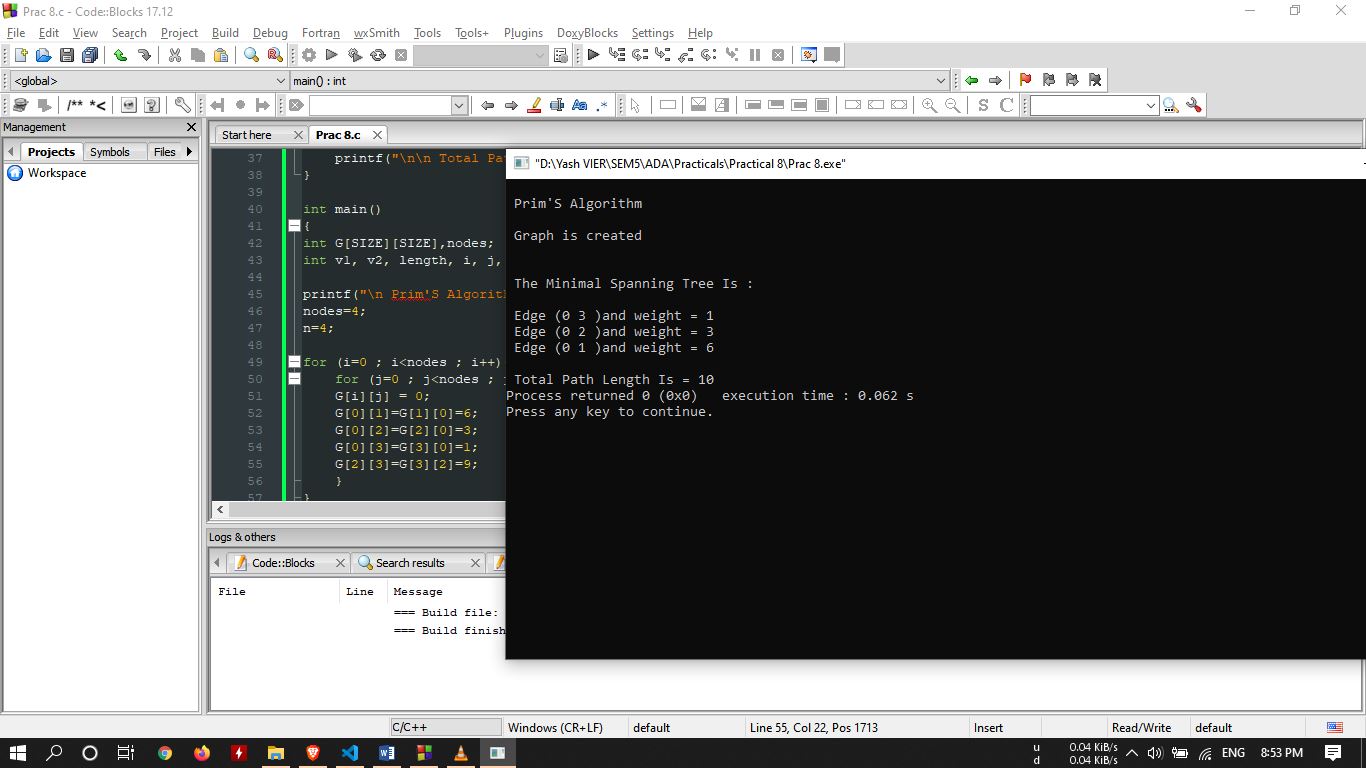 Prac 8.c - Code::Blocks 17.12
File Edit View Search Project Build Debug Fortran wxSmith Tools Tools+ Plugins DoxyBlocks Settings Help
<global> main() : int
/** *<
S C
Management
Projects Symbols Files
Workspace
Start here Prac 8.c
37 printf("\n\n Total Pa
38 }
39
40 int main()
41 {
42 int G[SIZE][SIZE],nodes;
43 int v1, v2, length, i, j,
44
45 printf("\n Prim'S Algorith
46 nodes=4;
47 n=4;
48
49 for (i=0 ; i<nodes ; i++)
50 for (j=0 ; j<nodes ;
51 G[i][j] = 0;
52 G[0][1]=G[1][0]=6;
53 G[0][2]=G[2][0]=3;
54 G[0][3]=G[3][0]=1;
55 G[2][3]=G[3][2]=9;
56 }
57 }
"D:\Yash VIER\SEM5\ADA\Practicals\Practical 8\Prac 8.exe"
Prim'S Algorithm
Graph is created
The Minimal Spanning Tree Is :
Edge (0 3 )and weight = 1
Edge (0 2 )and weight = 3
Edge (0 1 )and weight = 6
Total Path Length Is = 10
Process returned 0 (0x0) execution time : 0.062 s
Press any key to continue.
Logs & others
Code::Blocks Search results
File Line Message
=== Build file:
=== Build finish
C/C++ Windows (CR+LF) default Line 55, Col 22, Pos 1713 Insert Read/Write default
u 0.04 KiB/s
d 0.04 KiB/s
ENG 8:53 PM